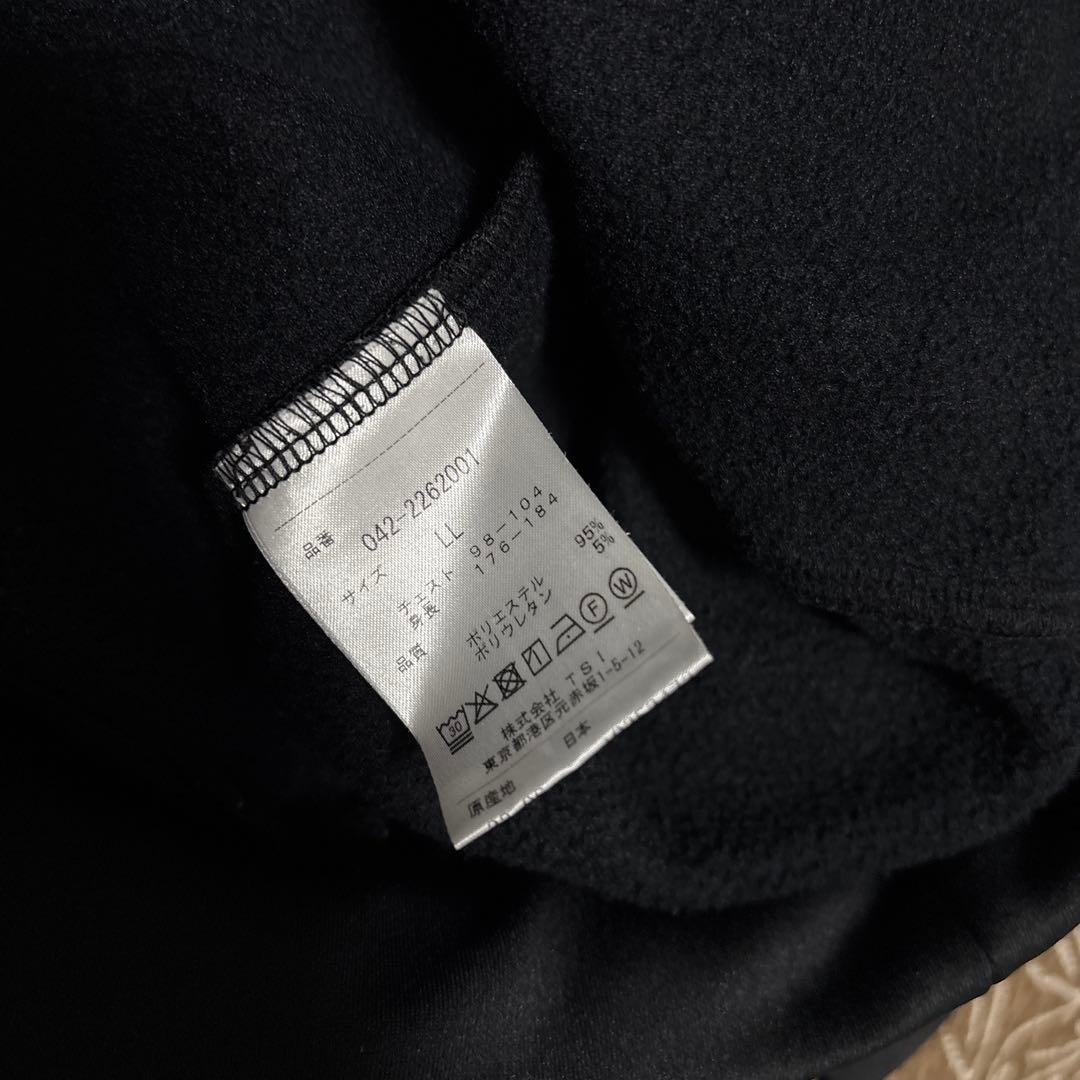 品番 042-2262001
サイズ LL
チェスト 98-104
身長 176-184
品質 ポリエステル 95%
ポリウレタン 5%
30 F W
株式会社 TSI
東京都港区元赤坂1-5-12
原産地 日本